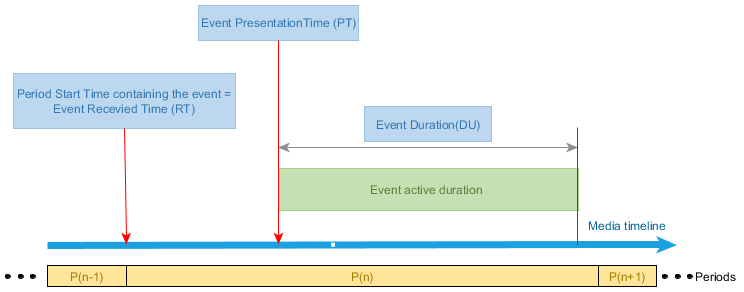 Event PresentationTime (PT)
Period Start Time containing the event =
Event Recevied Time (RT)
Event Duration(DU)
Event active duration
Media timeline
P(n-1)
P(n)
P(n+1)
Periods